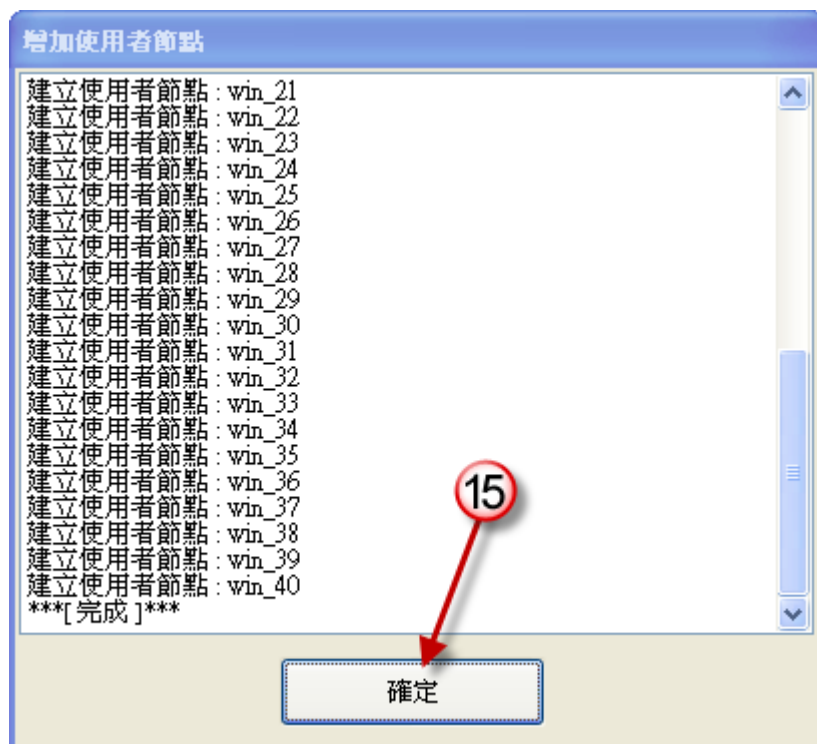 增加使用者節點
建立使用者節點 : win_21
建立使用者節點 : win_22
建立使用者節點 : win_23
建立使用者節點 : win_24
建立使用者節點 : win_25
建立使用者節點 : win_26
建立使用者節點 : win_27
建立使用者節點 : win_28
建立使用者節點 : win_29
建立使用者節點 : win_30
建立使用者節點 : win_31
建立使用者節點 : win_32
建立使用者節點 : win_33
建立使用者節點 : win_34
建立使用者節點 : win_35
建立使用者節點 : win_36
建立使用者節點 : win_37
建立使用者節點 : win_38
建立使用者節點 : win_39
建立使用者節點 : win_40
***[ 完成 ]***
15
確定